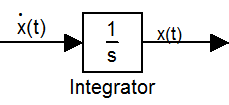 ẋ(t)
1
s
x(t)
Integrator